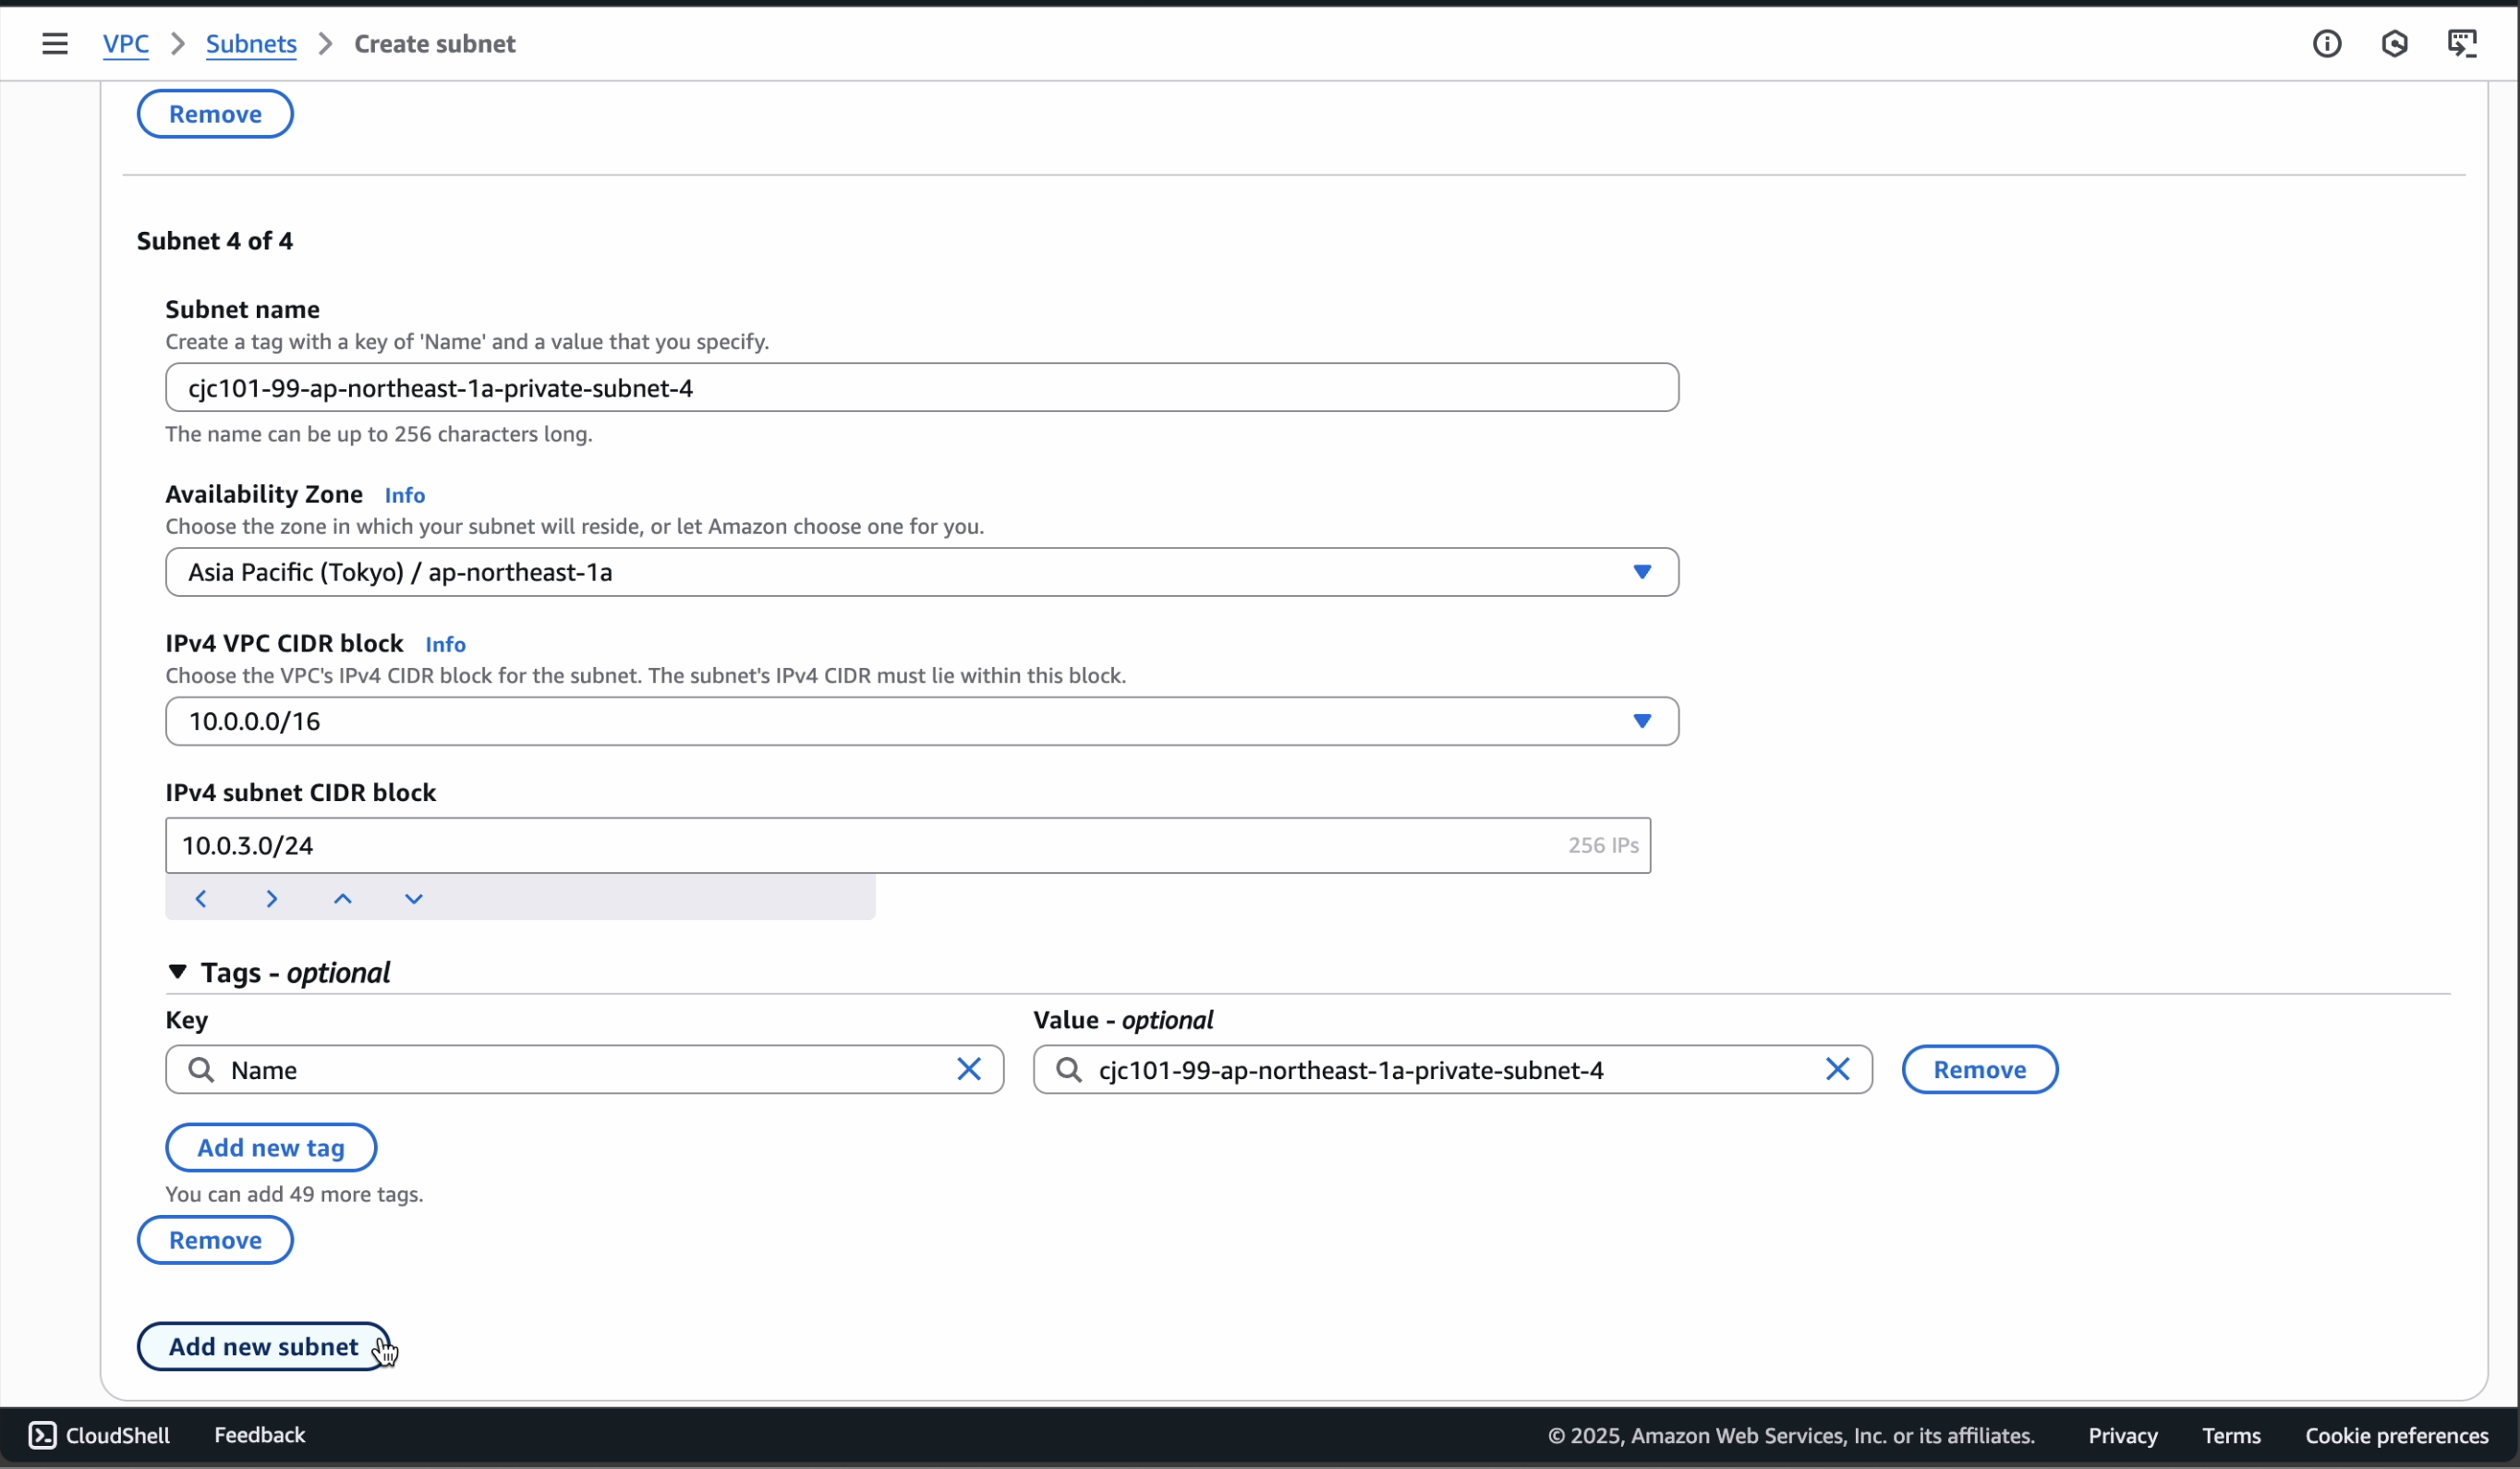 VPC > Subnets > Create subnet
Remove
Subnet 4 of 4
Subnet name
Create a tag with a key of 'Name' and a value that you specify.
cjc101-99-ap-northeast-1a-private-subnet-4
The name can be up to 256 characters long.
Availability Zone Info
Choose the zone in which your subnet will reside, or let Amazon choose one for you.
Asia Pacific (Tokyo) / ap-northeast-1a
IPv4 VPC CIDR block Info
Choose the VPC's IPv4 CIDR block for the subnet. The subnet's IPv4 CIDR must lie within this block.
10.0.0.0/16
IPv4 subnet CIDR block
10.0.3.0/24 256 IPs
Tags - optional
Key Value - optional
Name cjc101-99-ap-northeast-1a-private-subnet-4 Remove
Add new tag
You can add 49 more tags.
Remove
Add new subnet
CloudShell Feedback © 2025, Amazon Web Services, Inc. or its affiliates. Privacy Terms Cookie preferences